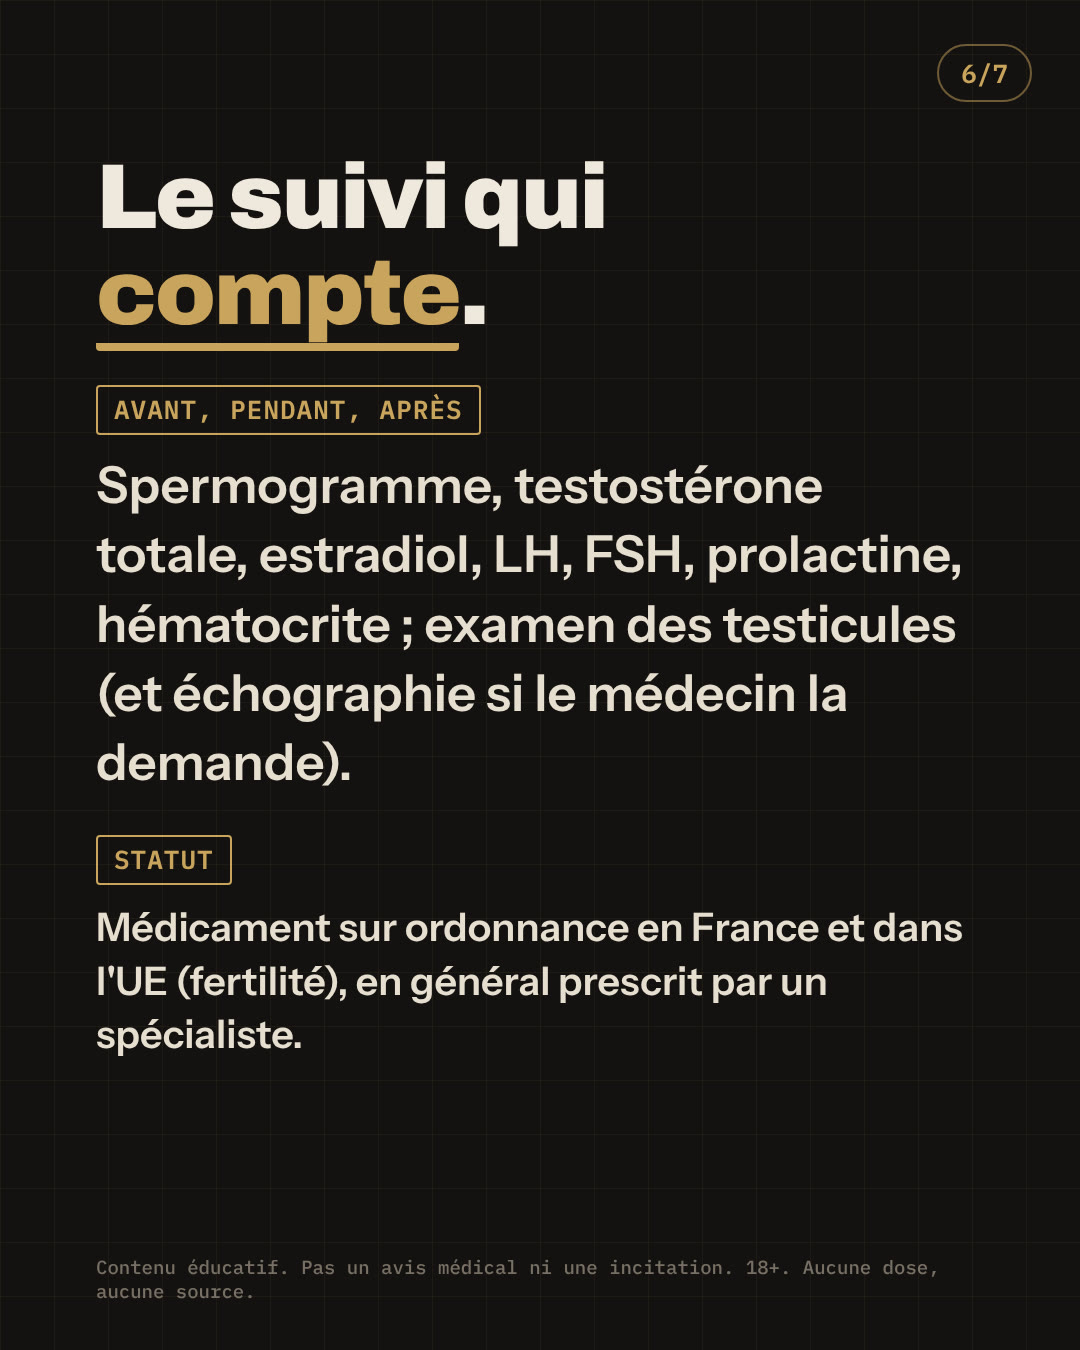 6/7
Le suivi qui
compte.
AVANT, PENDANT, APRÈS
Spermogramme, testostérone
totale, estradiol, LH, FSH, prolactine,
hématocrite ; examen des testicules
(et échographie si le médecin la
demande).
STATUT
Médicament sur ordonnance en France et dans
l'UE (fertilité), en général prescrit par un
spécialiste.
Contenu éducatif. Pas un avis médical ni une incitation. 18+. Aucune dose,
aucune source.